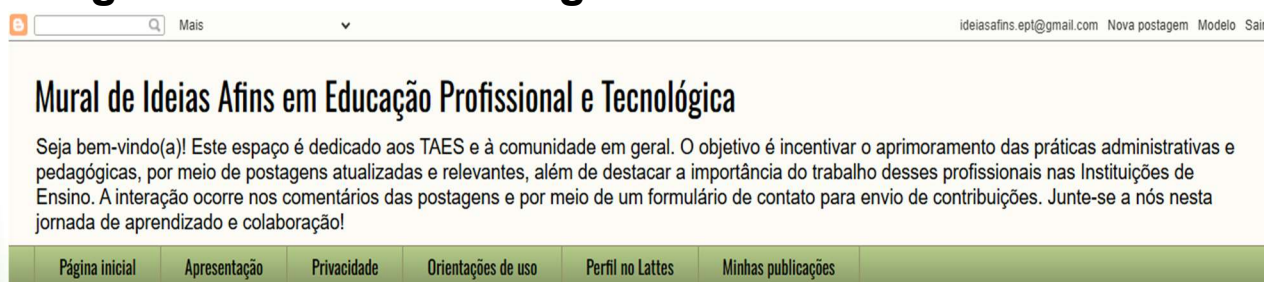 Mais
ideiasafins.ept@gmail.com Nova postagem Modelo Sair
Mural de Ideias Afins em Educação Profissional e Tecnológica
Seja bem-vindo(a)! Este espaço é dedicado aos TAES e à comunidade em geral. O objetivo é incentivar o aprimoramento das práticas administrativas e
pedagógicas, por meio de postagens atualizadas e relevantes, além de destacar a importância do trabalho desses profissionais nas Instituições de
Ensino. A interação ocorre nos comentários das postagens e por meio de um formulário de contato para envio de contribuições. Junte-se a nós nesta
jornada de aprendizado e colaboração!
Página inicial Apresentação Privacidade Orientações de uso Perfil no Lattes Minhas publicações